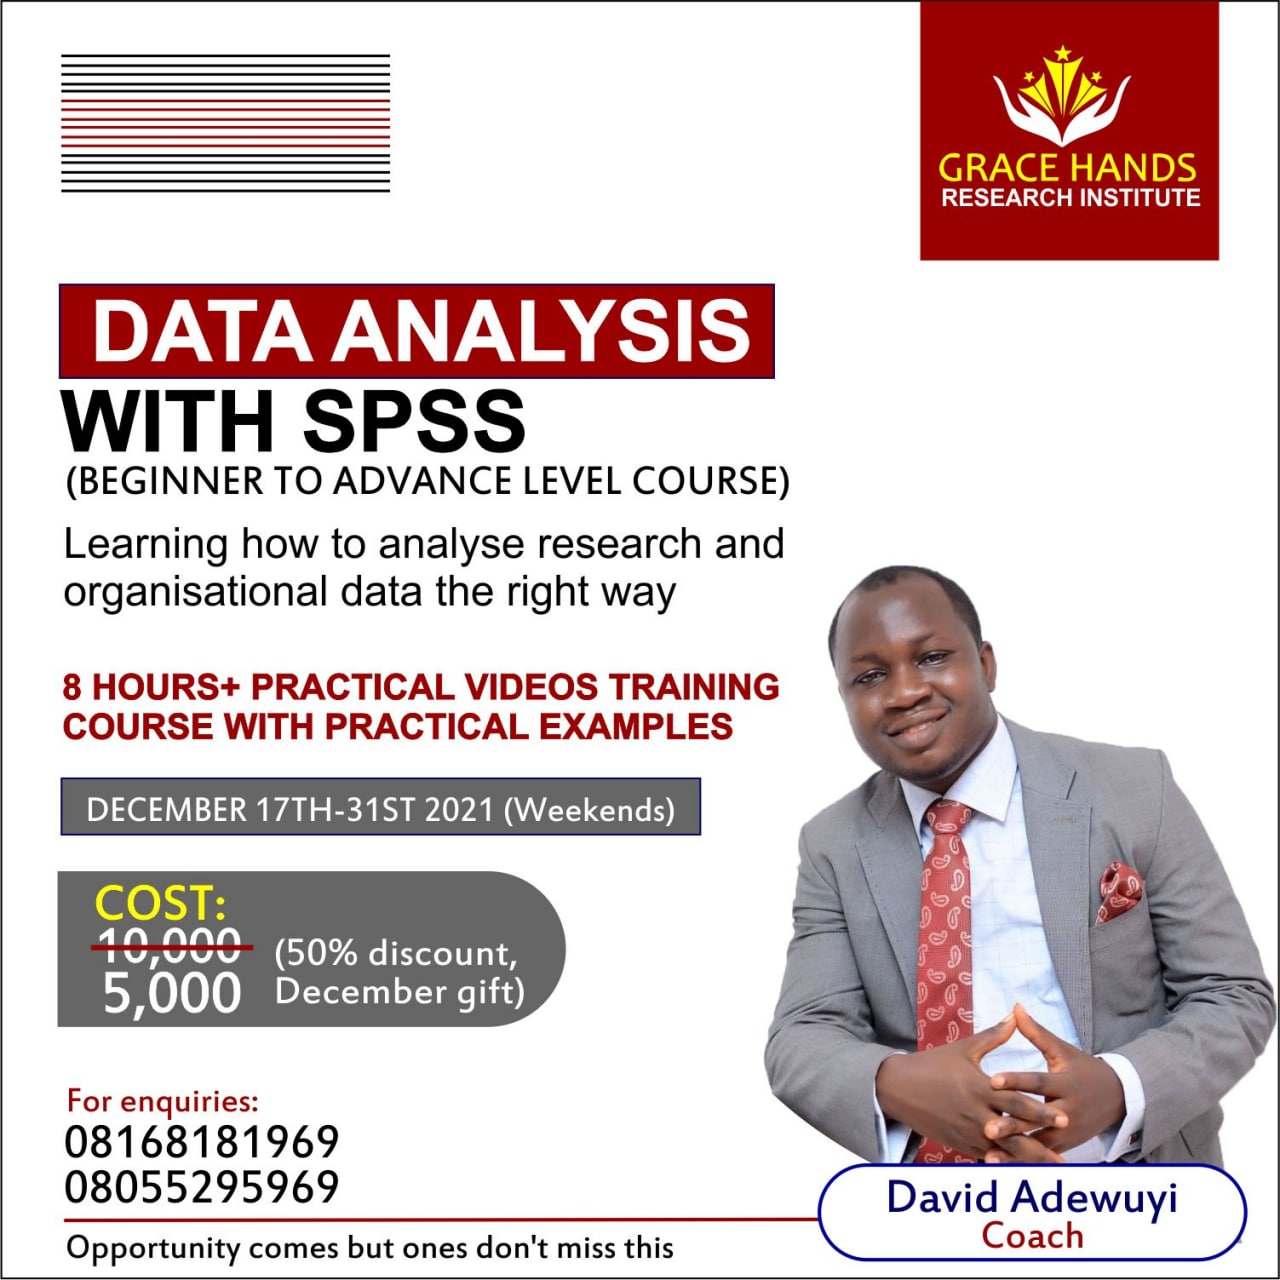 GRACE HANDS
RESEARCH INSTITUTE
DATA ANALYSIS
WITH SPSS
(BEGINNER TO ADVANCE LEVEL COURSE)
Learning how to analyse research and
organisational data the right way
8 HOURS+ PRACTICAL VIDEOS TRAINING
COURSE WITH PRACTICAL EXAMPLES
DECEMBER 17TH-31ST 2021 (Weekends)
COST:
10,000
5,000
(50% discount,
December gift)
For enquiries:
08168181969
08055295969
Opportunity comes but ones don't miss this
David Adewuyi
Coach